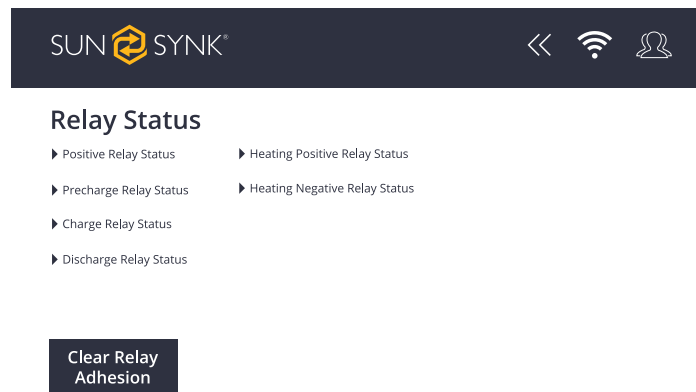 SUN SYNK®
Relay Status
Positive Relay Status
Heating Positive Relay Status
Precharge Relay Status
Heating Negative Relay Status
Charge Relay Status
Discharge Relay Status
Clear Relay
Adhesion